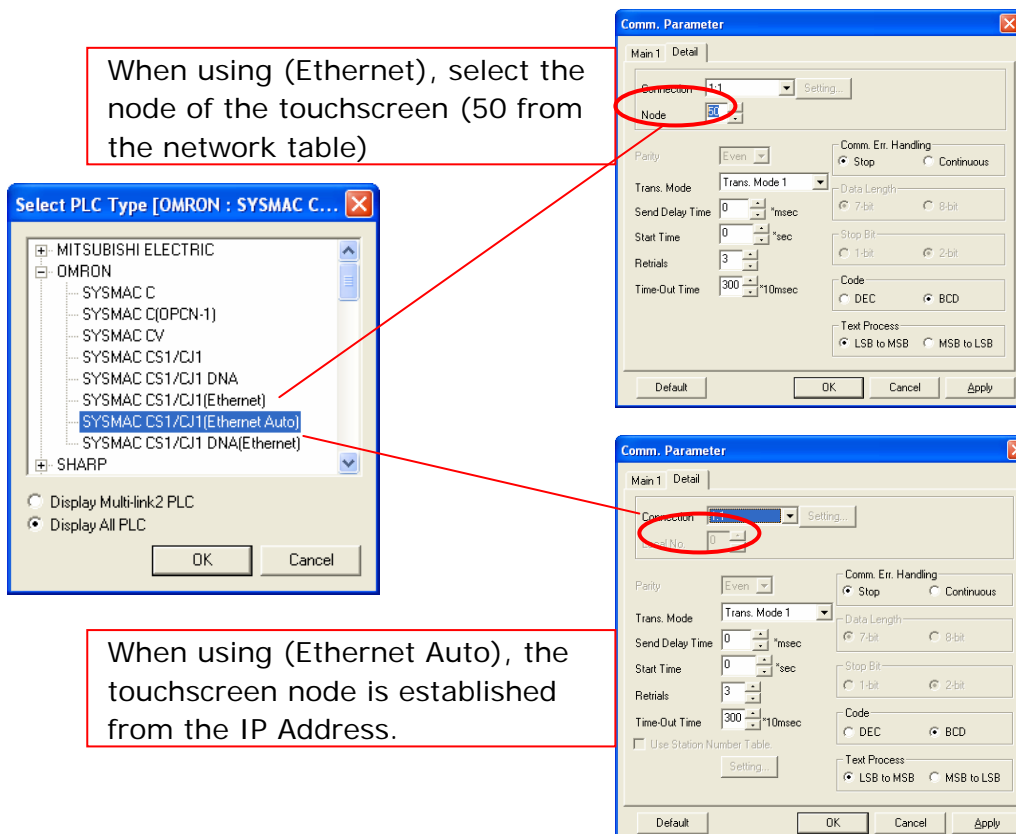 When using (Ethernet), select the
node of the touchscreen (50 from
the network table)
Comm. Parameter
Main 1 Detail
Connection 1:1 Setting...
Node 50
Parity Even
Comm. Err. Handling
Stop Continuous
Trans. Mode Trans. Mode 1
Data Length
7-bit 8-bit
Send Delay Time 0 *msec
Start Time 0 *sec
Stop Bit
1-bit 2-bit
Retrials 3
Time-Out Time 300 *10msec
Code
DEC BCD
Text Process
LSB to MSB MSB to LSB
Default OK Cancel Apply
Select PLC Type [OMRON : SYSMAC C...
MITSUBISHI ELECTRIC
OMRON
SYSMAC C
SYSMAC C(OPCN-1)
SYSMAC CV
SYSMAC CS1/CJ1
SYSMAC CS1/CJ1 DNA
SYSMAC CS1/CJ1(Ethernet)
SYSMAC CS1/CJ1(Ethernet Auto)
SYSMAC CS1/CJ1 DNA(Ethernet)
SHARP
Display Multi-link2 PLC
Display All PLC
OK Cancel
When using (Ethernet Auto), the
touchscreen node is established
from the IP Address.
Comm. Parameter
Main 1 Detail
Connection 1:1 Setting...
Local No. 0
Parity Even
Comm. Err. Handling
Stop Continuous
Trans. Mode Trans. Mode 1
Data Length
7-bit 8-bit
Send Delay Time 0 *msec
Start Time 0 *sec
Stop Bit
1-bit 2-bit
Retrials 3
Time-Out Time 300 *10msec
Code
DEC BCD
Use Station Number Table.
Setting...
Text Process
LSB to MSB MSB to LSB
Default OK Cancel Apply